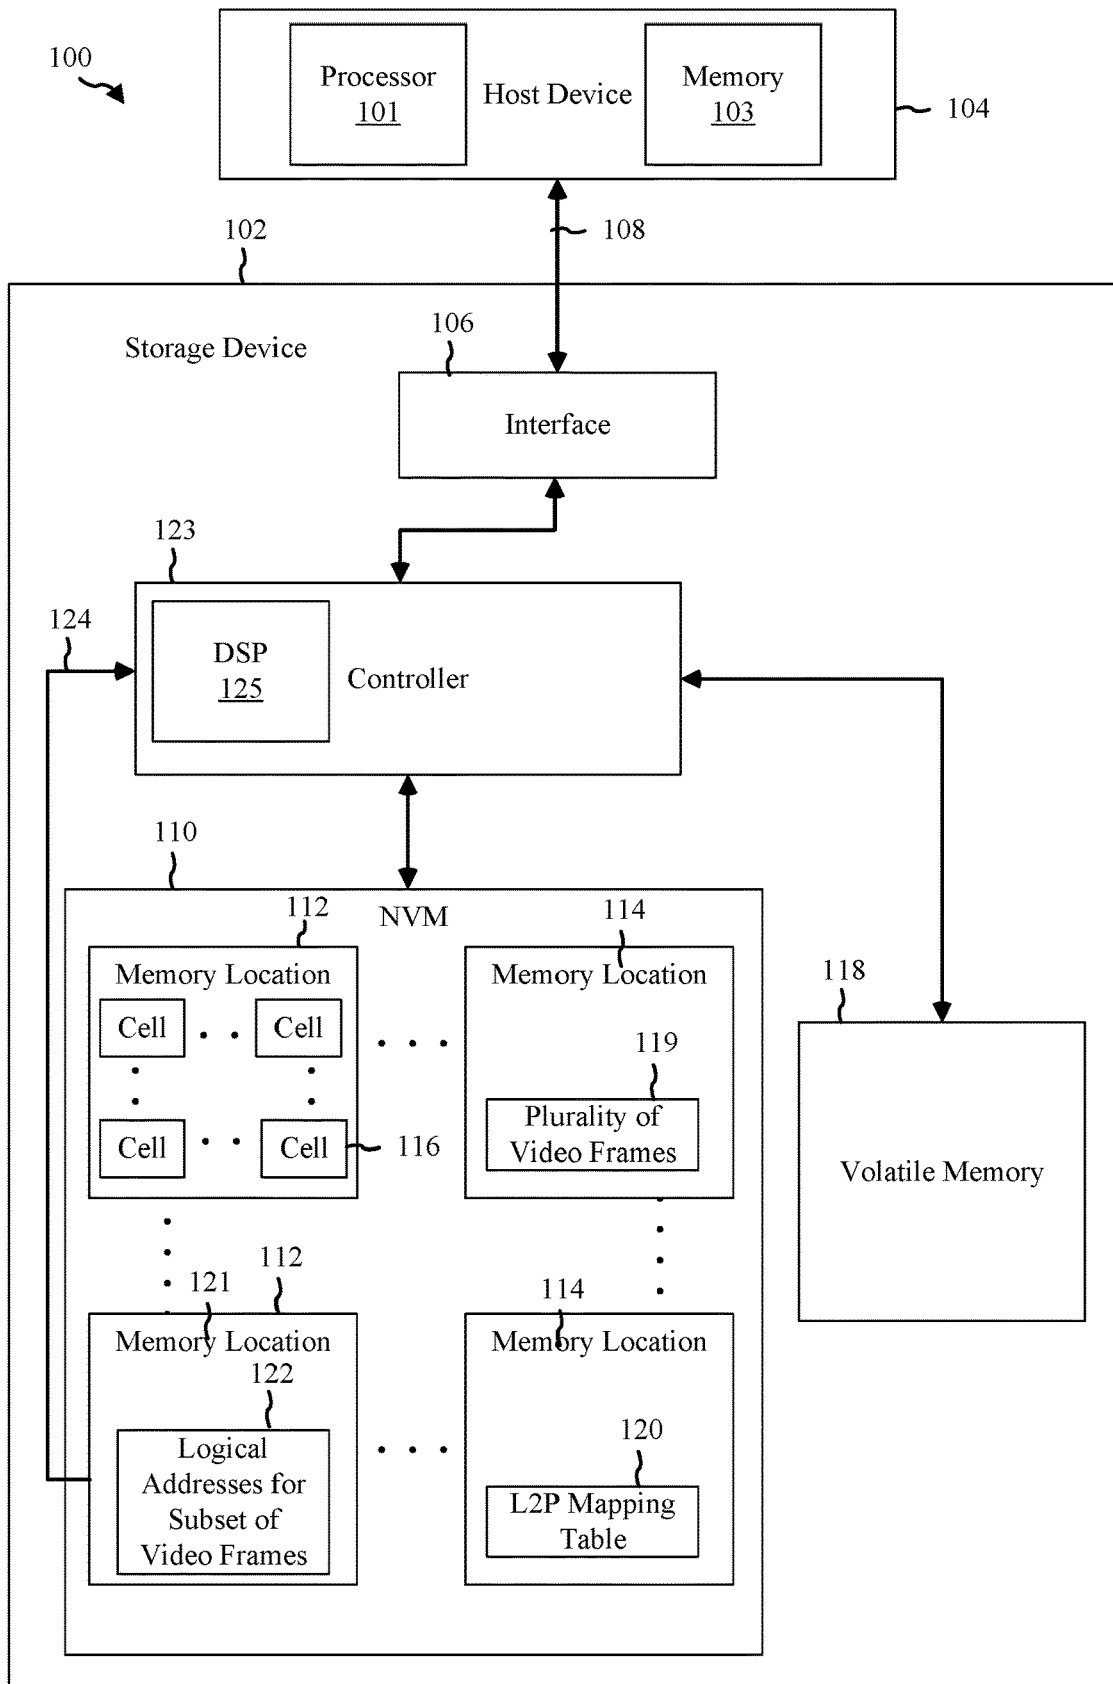 100
Processor
101
Host Device
Memory
103
104
108
102
Storage Device
106
Interface
123
124
DSP
125
Controller
110
NVM
112
Memory Location
Cell
Cell
Cell
Cell
116
114
Memory Location
119
Plurality of
Video Frames
118
Volatile Memory
121
112
Memory Location
122
Logical
Addresses for
Subset of
Video Frames
114
Memory Location
120
L2P Mapping
Table